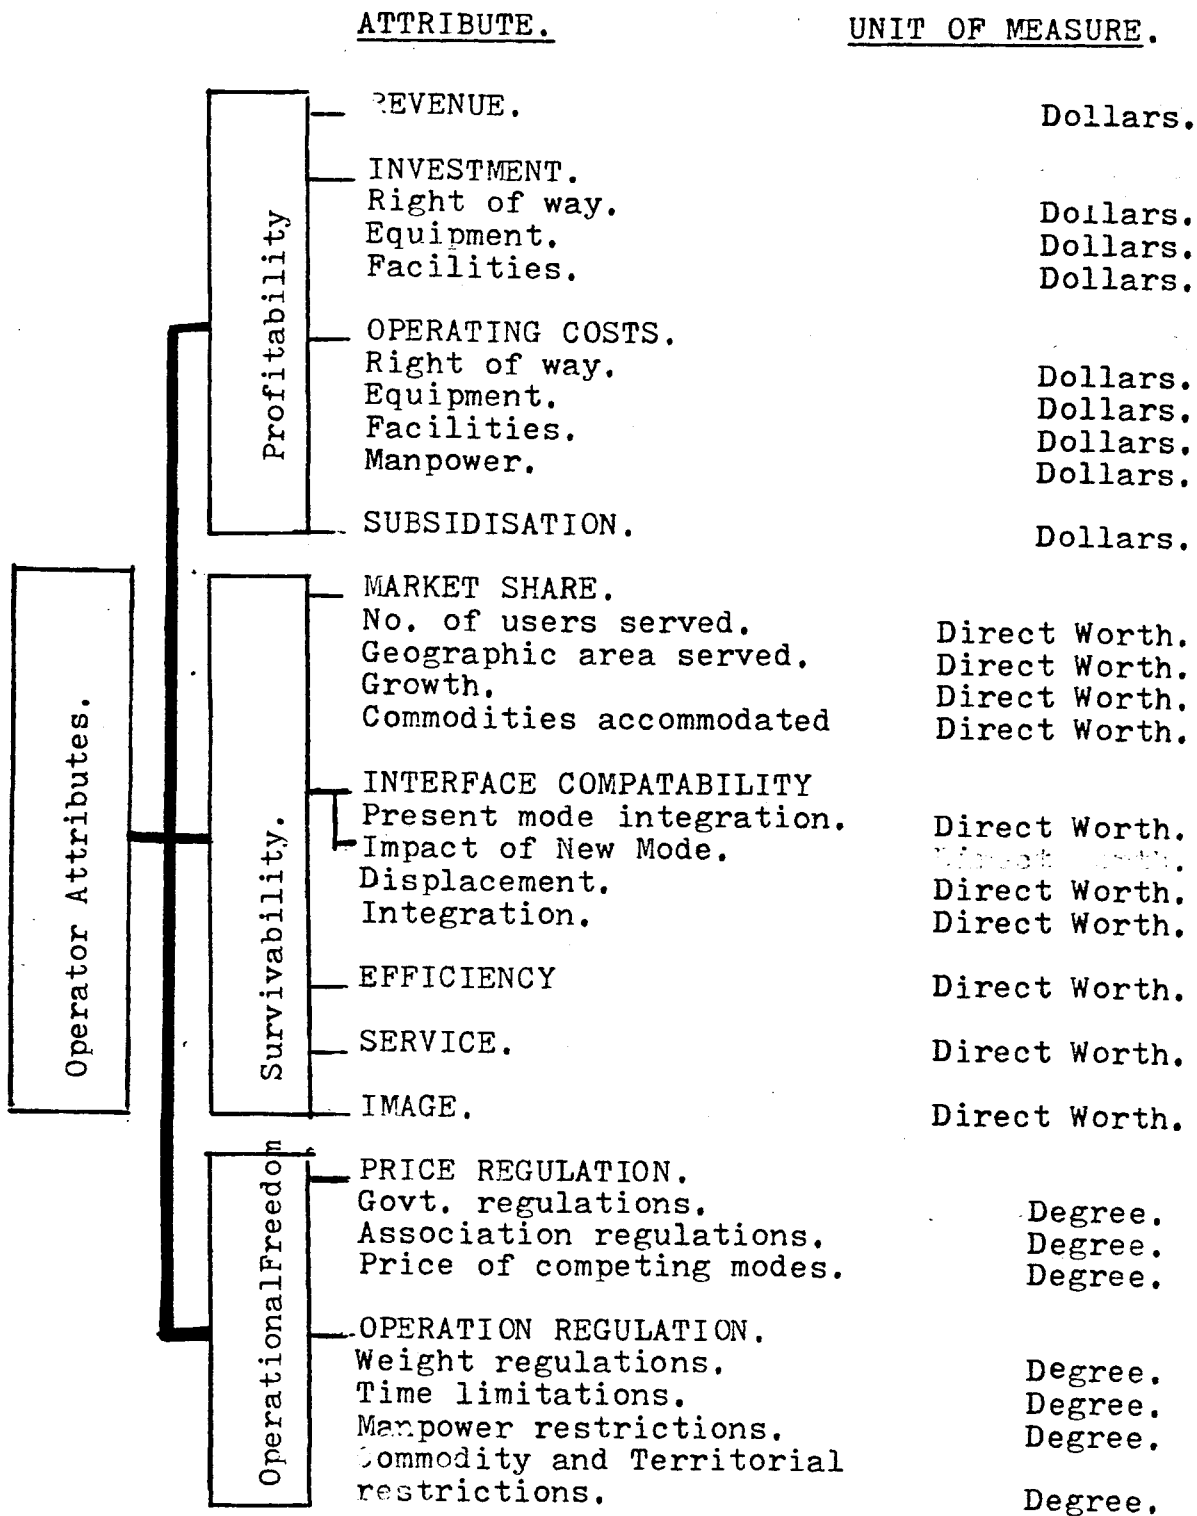 ATTRIBUTE. UNIT OF MEASURE.
Operator Attributes.
Profitability
REVENUE. Dollars.
INVESTMENT.
Right of way. Dollars.
Equipment. Dollars.
Facilities. Dollars.
OPERATING COSTS.
Right of way. Dollars.
Equipment. Dollars.
Facilities. Dollars.
Manpower. Dollars.
SUBSIDISATION. Dollars.
Survivability.
MARKET SHARE.
No. of users served. Direct Worth.
Geographic area served. Direct Worth.
Growth. Direct Worth.
Commodities accommodated Direct Worth.
INTERFACE COMPATABILITY
Present mode integration. Direct Worth.
Impact of New Mode.
Displacement. Direct Worth.
Integration. Direct Worth.
EFFICIENCY Direct Worth.
SERVICE. Direct Worth.
IMAGE. Direct Worth.
OperationalFreedom
PRICE REGULATION.
Govt. regulations. Degree.
Association regulations. Degree.
Price of competing modes. Degree.
OPERATION REGULATION.
Weight regulations. Degree.
Time limitations. Degree.
Manpower restrictions. Degree.
Commodity and Territorial
restrictions. Degree.